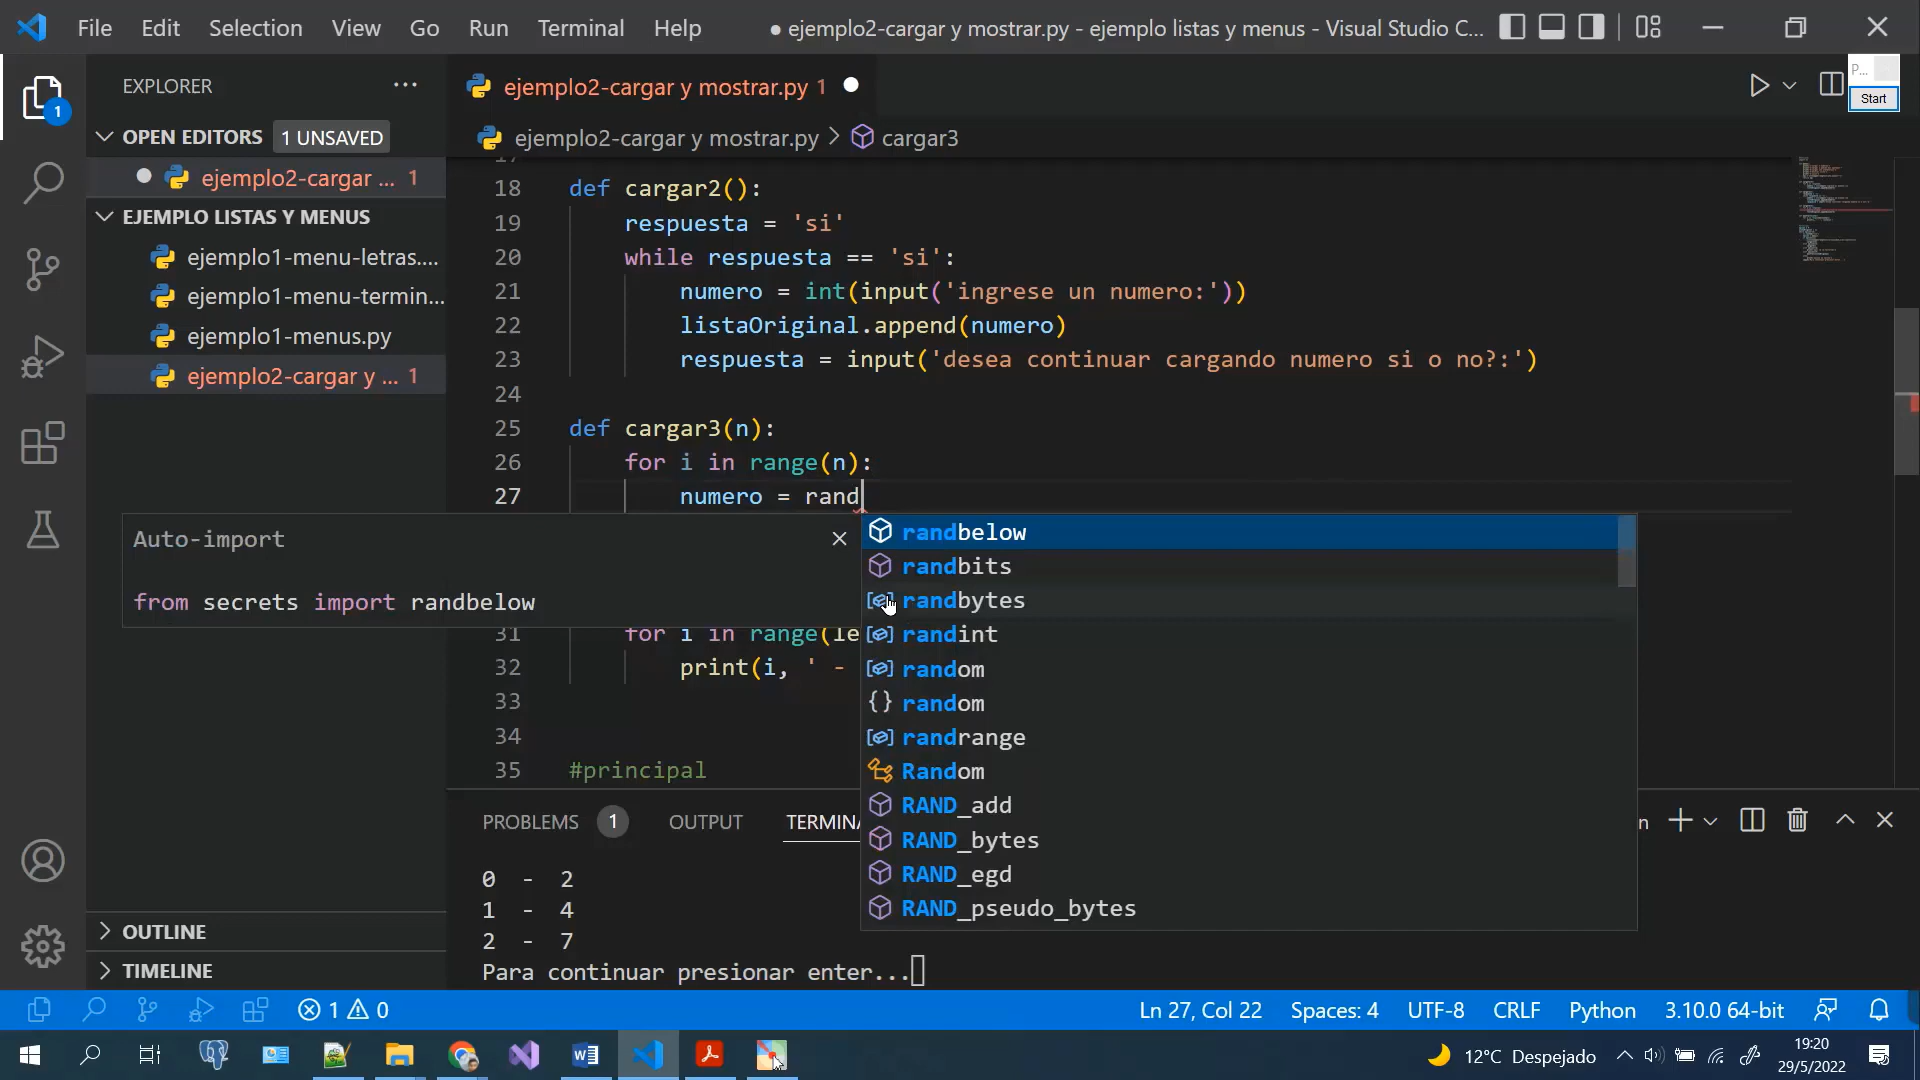 File Edit Selection View Go Run Terminal Help
● ejemplo2-cargar y mostrar.py - ejemplo listas y menus - Visual Studio C...
EXPLORER
ejemplo2-cargar y mostrar.py 1
P...
Start
OPEN EDITORS 1 UNSAVED
ejemplo2-cargar y mostrar.py > cargar3
ejemplo2-cargar ... 1
EJEMPLO LISTAS Y MENUS
ejemplo1-menu-letras....
ejemplo1-menu-termin...
ejemplo1-menus.py
ejemplo2-cargar y ... 1
1
18 def cargar2():
19 respuesta = 'si'
20 while respuesta == 'si':
21 numero = int(input('ingrese un numero:'))
22 listaOriginal.append(numero)
23 respuesta = input('desea continuar cargando numero si o no?:')
24
25 def cargar3(n):
26 for i in range(n):
27 numero = rand
Auto-import
from secrets import randbelow
randbelow
randbits
randbytes
randint
random
random
randrange
Random
RAND_add
RAND_bytes
RAND_egd
RAND_pseudo_bytes
31 for i in range(le
32 print(i, ' -
33
34
35 #principal
PROBLEMS 1 OUTPUT TERMINA
n
0 - 2
1 - 4
2 - 7
Para continuar presionar enter...
OUTLINE
TIMELINE
1 0
Ln 27, Col 22 Spaces: 4 UTF-8 CRLF Python 3.10.0 64-bit
12°C Despejado
19:20
29/5/2022